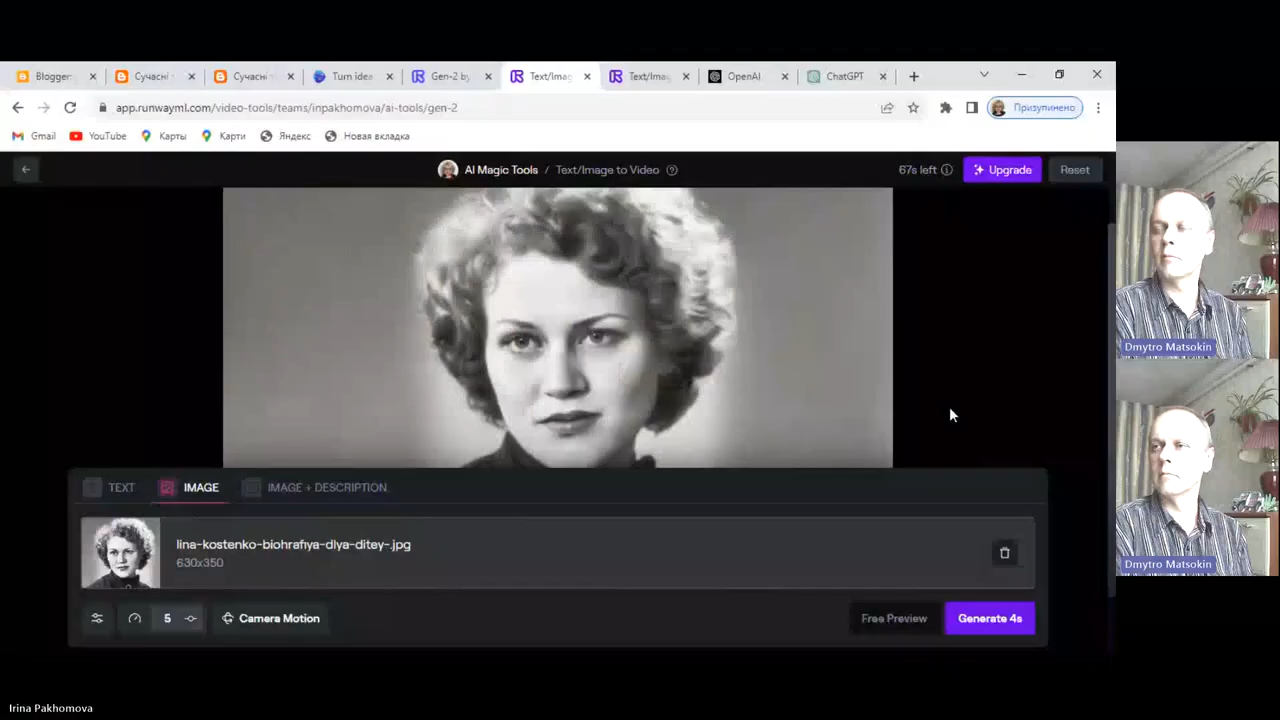 Blogger
Сучасні
Сучасні
Turn idea
Gen-2 by
Text/Imag
Text/Imag
OpenAI
ChatGPT
app.runwayml.com/video-tools/teams/inpakhomova/ai-tools/gen-2
Призупинено
Gmail
YouTube
Карты
Карти
Яндекс
Новая вкладка
AI Magic Tools / Text/Image to Video
67s left
Upgrade
Reset
TEXT
IMAGE
IMAGE + DESCRIPTION
lina-kostenko-biohrafiya-dlya-ditey-.jpg
630x350
5
Camera Motion
Free Preview
Generate 4s
Dmytro Matsokin
Dmytro Matsokin
Irina Pakhomova